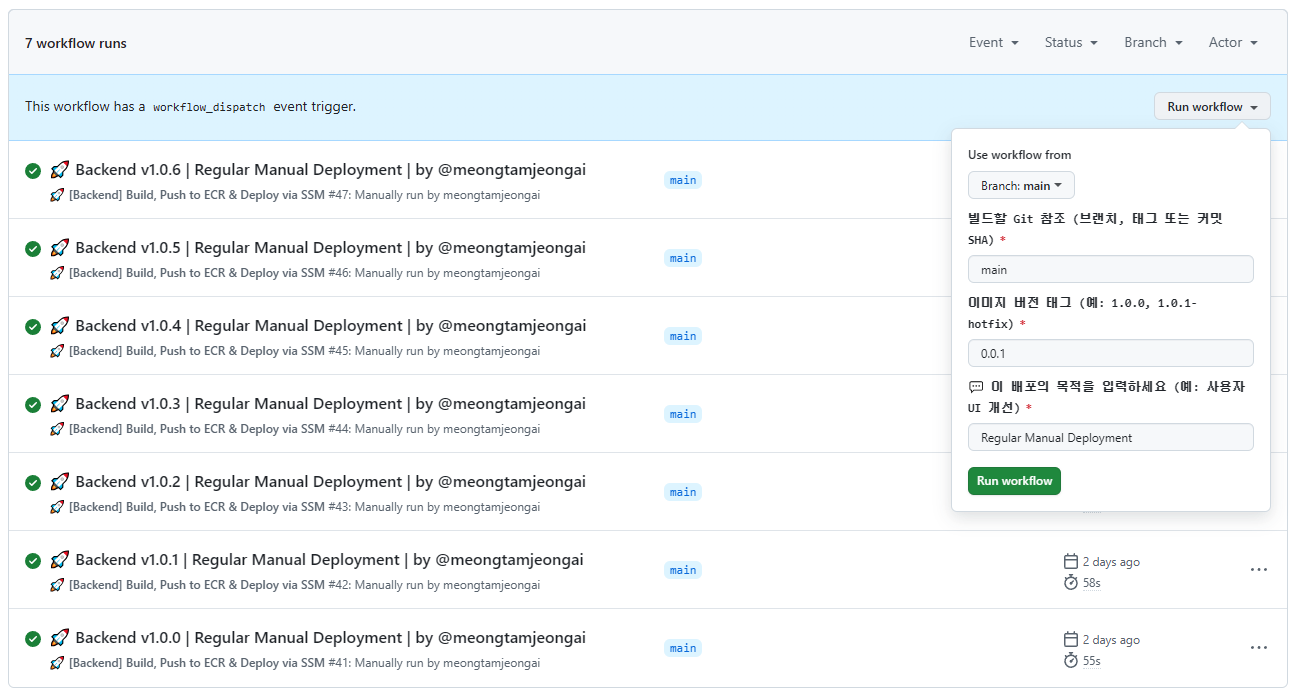 7 workflow runs
Event Status Branch Actor
This workflow has a workflow_dispatch event trigger.
Run workflow
Backend v1.0.6 | Regular Manual Deployment | by @meongtamjeongai
[Backend] Build, Push to ECR & Deploy via SSM #47: Manually run by meongtamjeongai
main
Backend v1.0.5 | Regular Manual Deployment | by @meongtamjeongai
[Backend] Build, Push to ECR & Deploy via SSM #46: Manually run by meongtamjeongai
main
Backend v1.0.4 | Regular Manual Deployment | by @meongtamjeongai
[Backend] Build, Push to ECR & Deploy via SSM #45: Manually run by meongtamjeongai
main
Backend v1.0.3 | Regular Manual Deployment | by @meongtamjeongai
[Backend] Build, Push to ECR & Deploy via SSM #44: Manually run by meongtamjeongai
main
Backend v1.0.2 | Regular Manual Deployment | by @meongtamjeongai
[Backend] Build, Push to ECR & Deploy via SSM #43: Manually run by meongtamjeongai
main
Backend v1.0.1 | Regular Manual Deployment | by @meongtamjeongai
[Backend] Build, Push to ECR & Deploy via SSM #42: Manually run by meongtamjeongai
main
2 days ago
58s
Backend v1.0.0 | Regular Manual Deployment | by @meongtamjeongai
[Backend] Build, Push to ECR & Deploy via SSM #41: Manually run by meongtamjeongai
main
2 days ago
55s
Use workflow from
Branch: main
빌드할 Git 참조 (브랜치, 태그 또는 커밋
SHA) *
main
이미지 버전 태그 (예: 1.0.0, 1.0.1-
hotfix) *
0.0.1
💬 이 배포의 목적을 입력하세요 (예: 사용자
UI 개선) *
Regular Manual Deployment
Run workflow